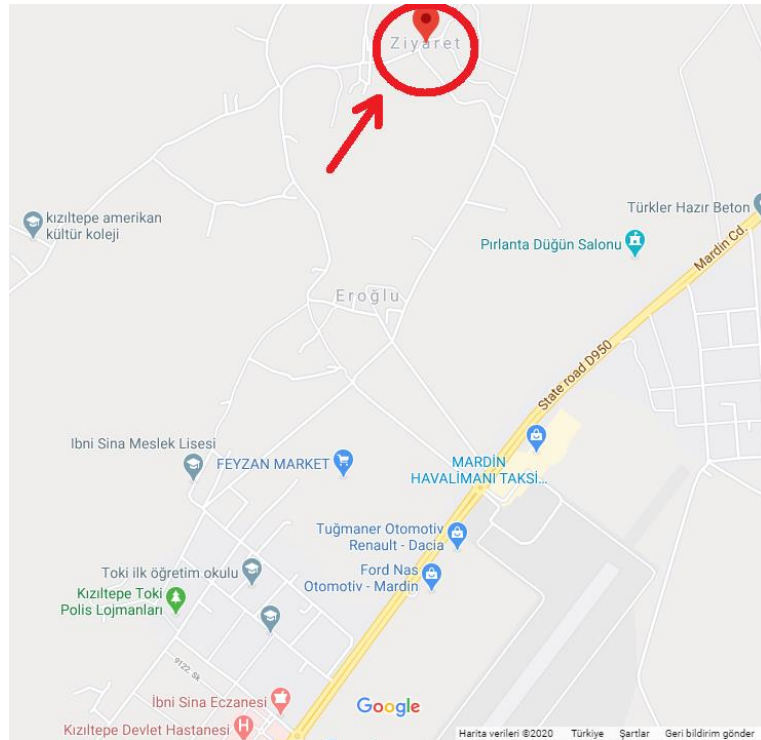 Ziyaret
Türkler Hazır Beton
kızıltepe amerikan
kültür koleji
Pırlanta Düğün Salonu
Mardin Cd.
Eroğlu
State road D950
Ibni Sina Meslek Lisesi
FEYZAN MARKET
MARDİN
HAVALİMANI TAKSİ...
Tuğmaner Otomotiv
Renault - Dacia
Toki ilk öğretim okulu
Ford Nas
Otomotiv - Mardin
Kızıltepe Toki
Polis Lojmanları
9122. Sk
İbni Sina Eczanesi
Google
Kızıltepe Devlet Hastanesi
H
Harita verileri ©2020 Türkiye Şartlar Geri bildirim gönder